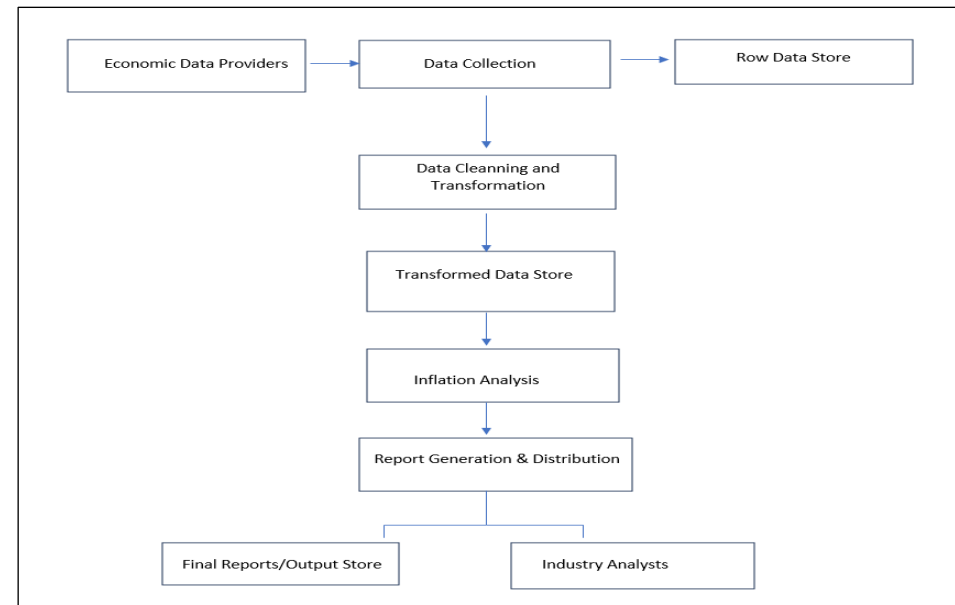 Economic Data Providers
Data Collection
Row Data Store
Data Cleanning and
Transformation
Transformed Data Store
Inflation Analysis
Report Generation & Distribution
Final Reports/Output Store
Industry Analysts